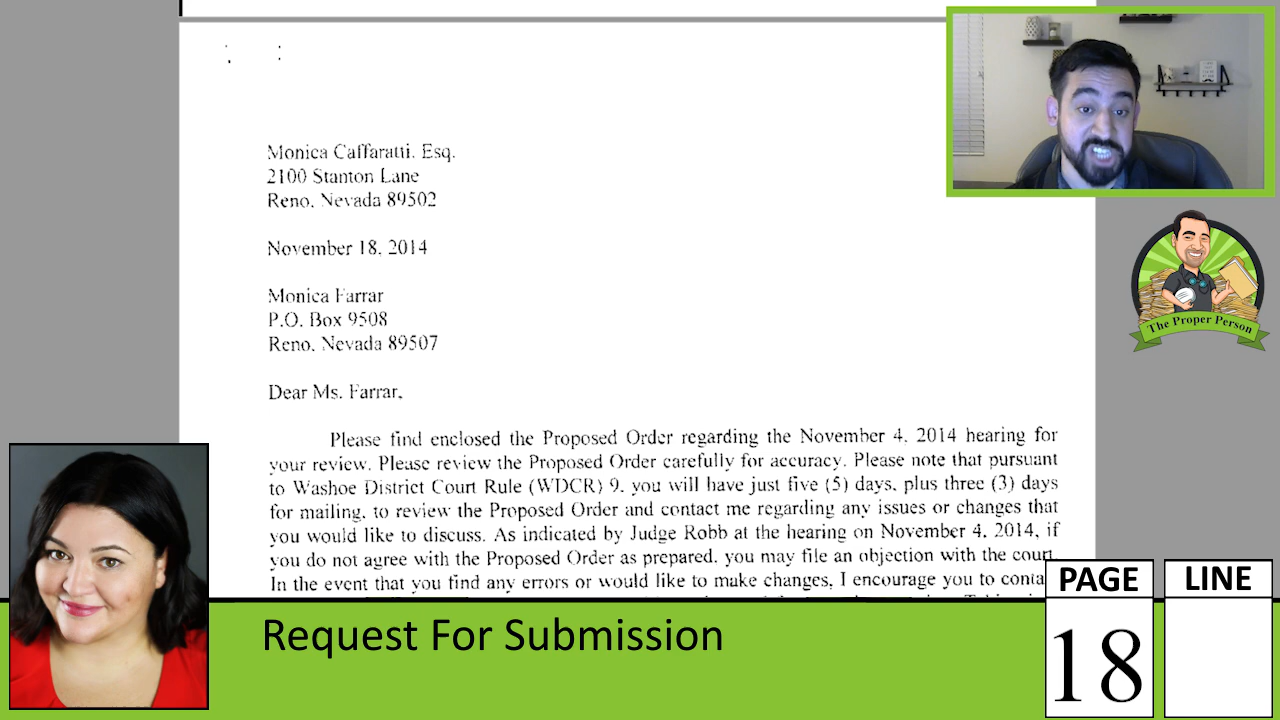 Monica Caffaratti, Esq.
2100 Stanton Lane
Reno, Nevada 89502
November 18, 2014
Monica Farrar
P.O. Box 9508
Reno, Nevada 89507
Dear Ms. Farrar,
Please find enclosed the Proposed Order regarding the November 4, 2014 hearing for
your review. Please review the Proposed Order carefully for accuracy. Please note that pursuant
to Washoe District Court Rule (WDCR) 9, you will have just five (5) days, plus three (3) days
for mailing, to review the Proposed Order and contact me regarding any issues or changes that
you would like to discuss. As indicated by Judge Robb at the hearing on November 4, 2014, if
you do not agree with the Proposed Order as prepared, you may file an objection with the court.
In the event that you find any errors or would like to make changes, I encourage you to conta
The Proper Person
PAGE
LINE
18
Request For Submission